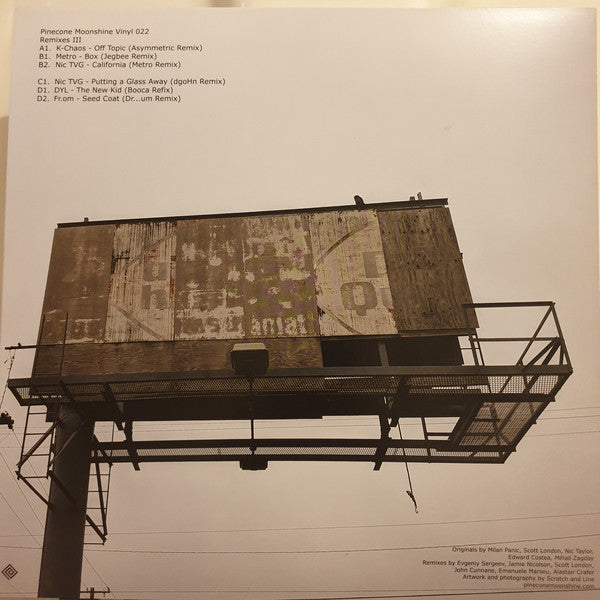 Pinecone Moonshine Vinyl 022
Remixes III
A1. K-Chaos - Off Topic (Asymmetric Remix)
B1. Metro - Box (Jegbee Remix)
B2. Nic TVG - California (Metro Remix)
C1. Nic TVG - Putting a Glass Away (dgoHn Remix)
D1. DYL - The New Kid (Booca Refix)
D2. Fr.om - Seed Coat (Dr...um Remix)
Originals by Milan Panic, Scott London, Nic Taylor,
Edward Costea, Mihail Zagday
Remixes by Evgeniy Sergeev, Jamie Nicolson, Scott London,
John Cunnane, Emanuele Marseu, Alastair Crafer
Artwork and photography by Scratch and Line
pineconemoonshine.com